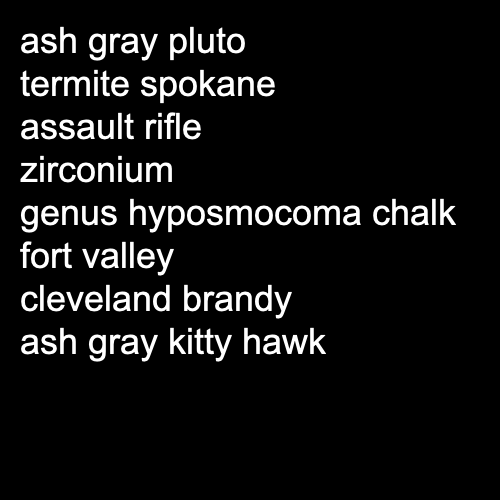 ash gray pluto
termite spokane
assault rifle
zirconium
genus hyposmocoma chalk
fort valley
cleveland brandy
ash gray kitty hawk